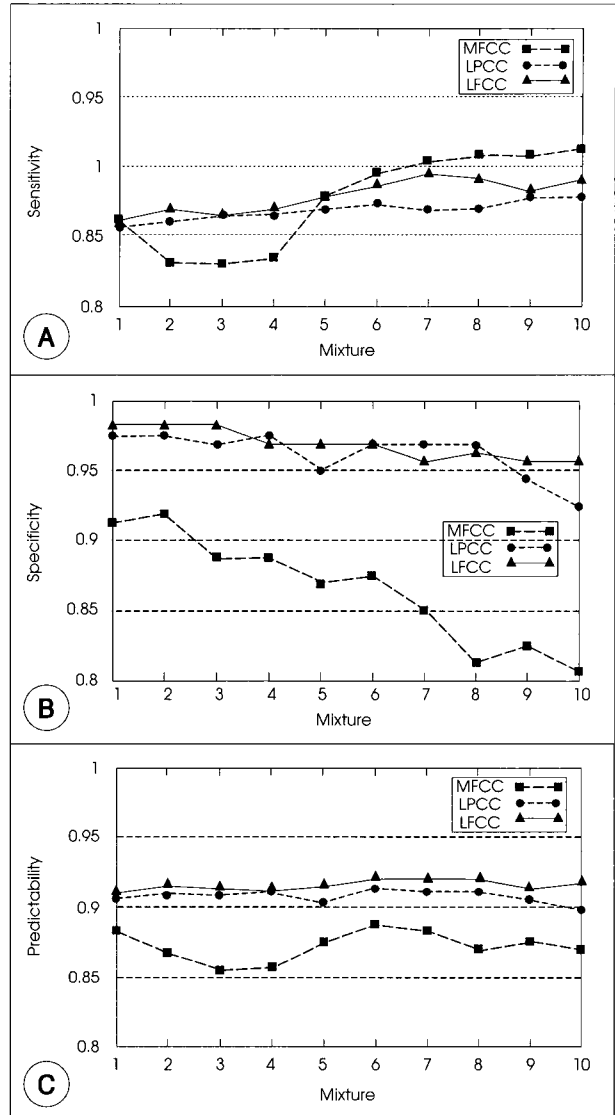 1
MFCC
LPCC
LFCC
0.95
1
Sensitivity
0.85
0.8
1 2 3 4 5 6 7 8 9 10
Mixture
A
1
0.95
MFCC
LPCC
LFCC
0.9
Specificity
0.85
0.8
1 2 3 4 5 6 7 8 9 10
Mixture
B
1
MFCC
LPCC
LFCC
0.95
Predictability
0.9
0.85
0.8
1 2 3 4 5 6 7 8 9 10
Mixture
C